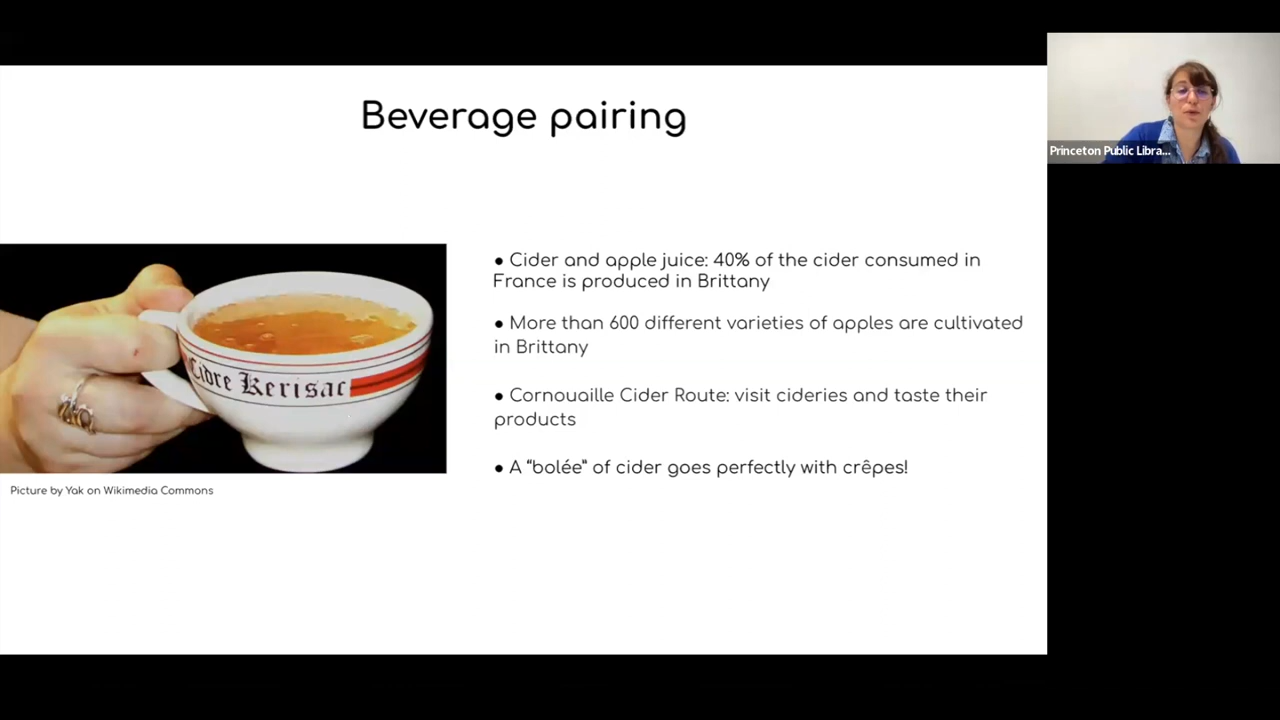 Beverage pairing
Princeton Public Libra...
Cidre Kerisac
● Cider and apple juice: 40% of the cider consumed in
France is produced in Brittany
● More than 600 different varieties of apples are cultivated
in Brittany
● Cornouaille Cider Route: visit cideries and taste their
products
● A “bolée” of cider goes perfectly with crêpes!
Picture by Yak on Wikimedia Commons